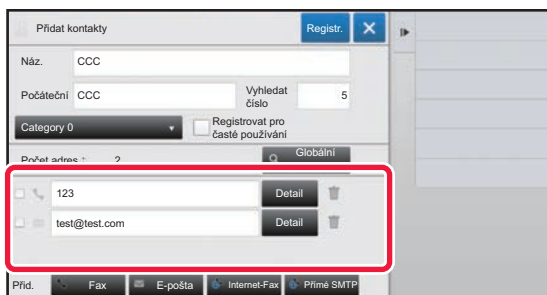 Přidat kontakty Registr.
Náz. CCC
Počáteční CCC Vyhledat číslo 5
Category 0 Registrovat pro časté používání
Počet adres : 2 Globální
123 Detail
test@test.com Detail
Přid. Fax E-pošta Internet-Fax Přímé SMTP